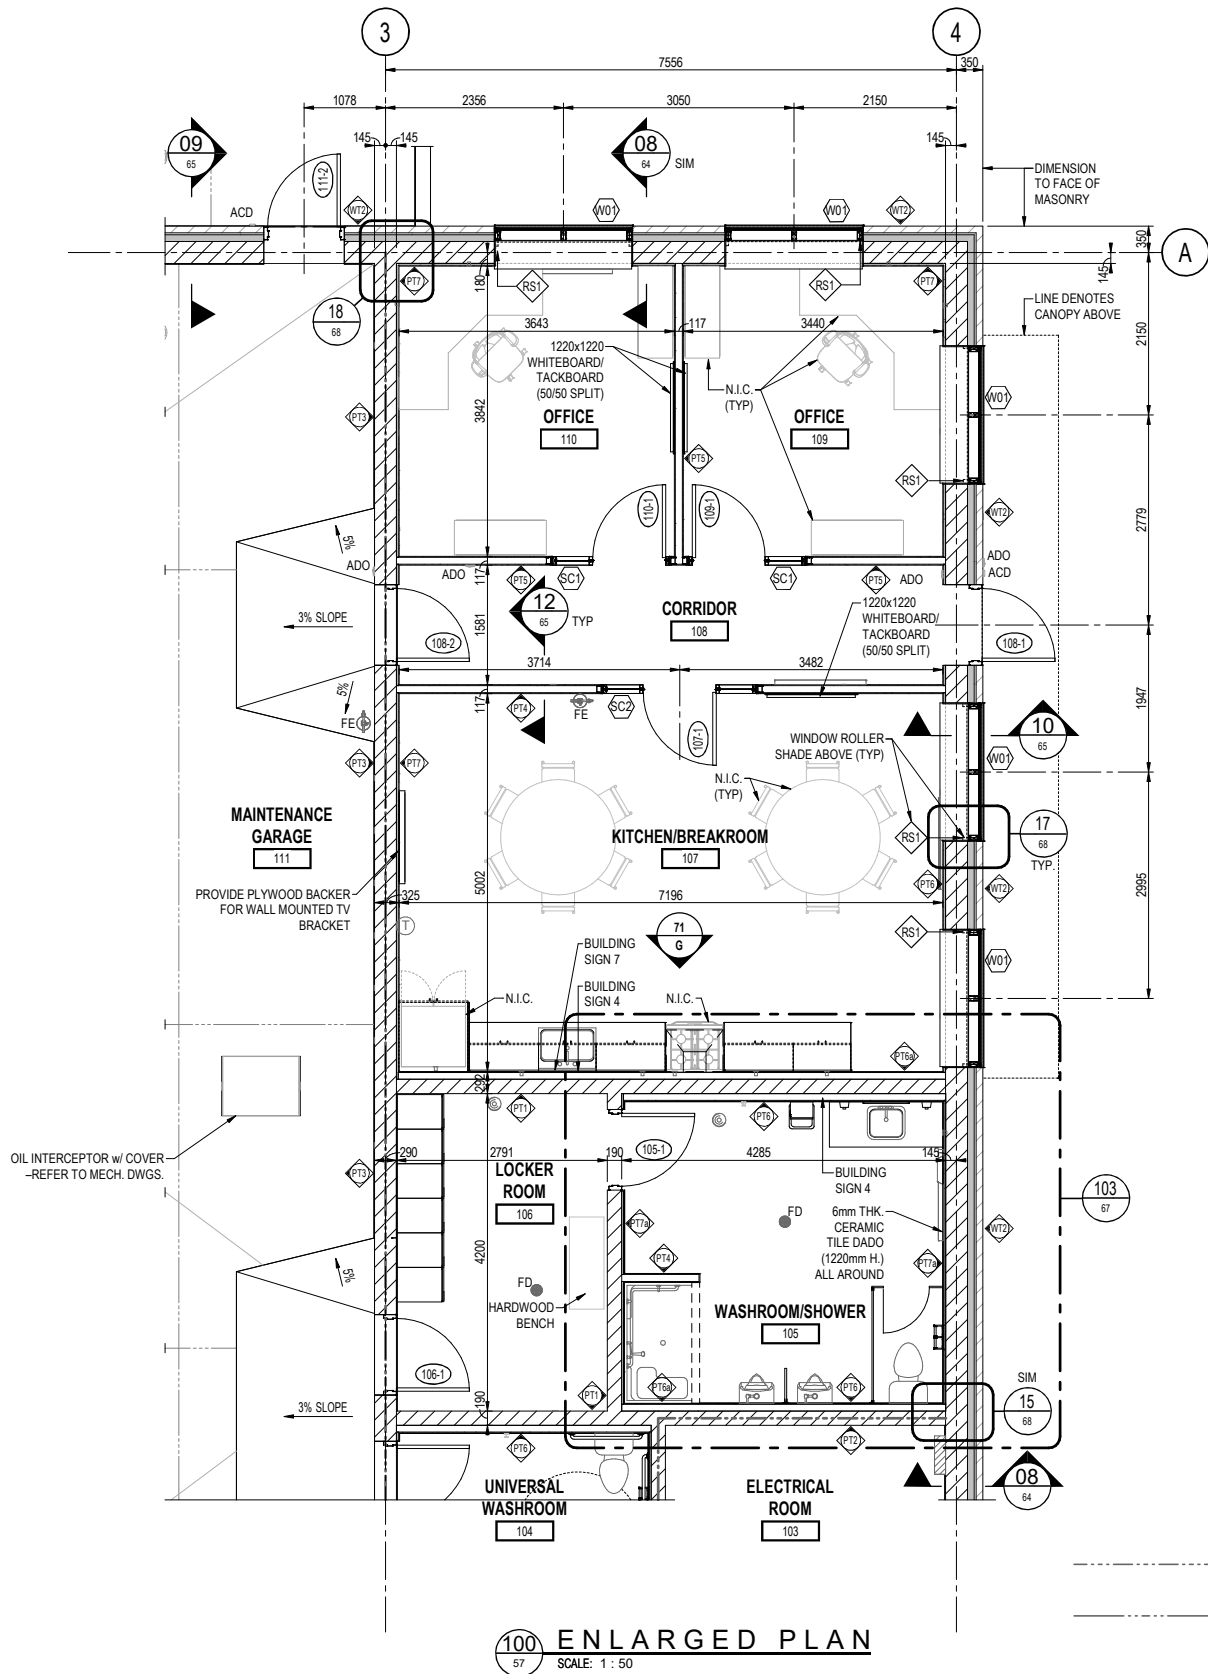 3
4
7556
350
1078
2356
3050
2150
145
145
145
09
65
08
64
SIM
DIMENSION
TO FACE OF
MASONRY
111-2
ACD
WT2
W01
W01
WT2
350
A
145
180
PT7
RS1
RS1
PT7
18
68
LINE DENOTES
CANOPY ABOVE
3643
117
3440
2150
1220x1220
WHITEBOARD/
TACKBOARD
(50/50 SPLIT)
N.I.C.
(TYP)
W01
PT3
OFFICE
110
OFFICE
109
3842
PT5
RS1
110-1
109-1
WT2
2779
5%
ADO
ADO
117
PT5
SC1
SC1
PT5
ADO
ADO
ACD
12
65
TYP
CORRIDOR
108
1220x1220
WHITEBOARD/
TACKBOARD
(50/50 SPLIT)
3% SLOPE
1581
108-2
108-1
3714
3482
1947
5%
FE
117
PT4
FE
SC2
107-1
10
65
WINDOW ROLLER
SHADE ABOVE (TYP)
W01
PT3
PT7
N.I.C.
(TYP)
MAINTENANCE
GARAGE
111
KITCHEN/BREAKROOM
107
RS1
17
68
TYP.
PROVIDE PLYWOOD BACKER
FOR WALL MOUNTED TV
BRACKET
325
5002
7196
PT6
WT2
2995
T
71
G
RS1
BUILDING
SIGN 7
W01
BUILDING
SIGN 4
N.I.C.
N.I.C.
PT6a
292
PT1
PT6
OIL INTERCEPTOR w/ COVER
–REFER TO MECH. DWGS.
PT3
290
2791
190
105-1
4285
145
LOCKER
ROOM
106
BUILDING
SIGN 4
103
67
FD
6mm THK.
CERAMIC
TILE DADO
(1220mm H.)
ALL AROUND
PT7a
WT2
4200
PT4
PT7a
5%
FD
HARDWOOD
BENCH
WASHROOM/SHOWER
105
106-1
SIM
15
68
PT1
PT6a
PT6
190
3% SLOPE
PT6
PT2
08
64
UNIVERSAL
WASHROOM
104
ELECTRICAL
ROOM
103
100
57
ENLARGED PLAN
SCALE: 1 : 50